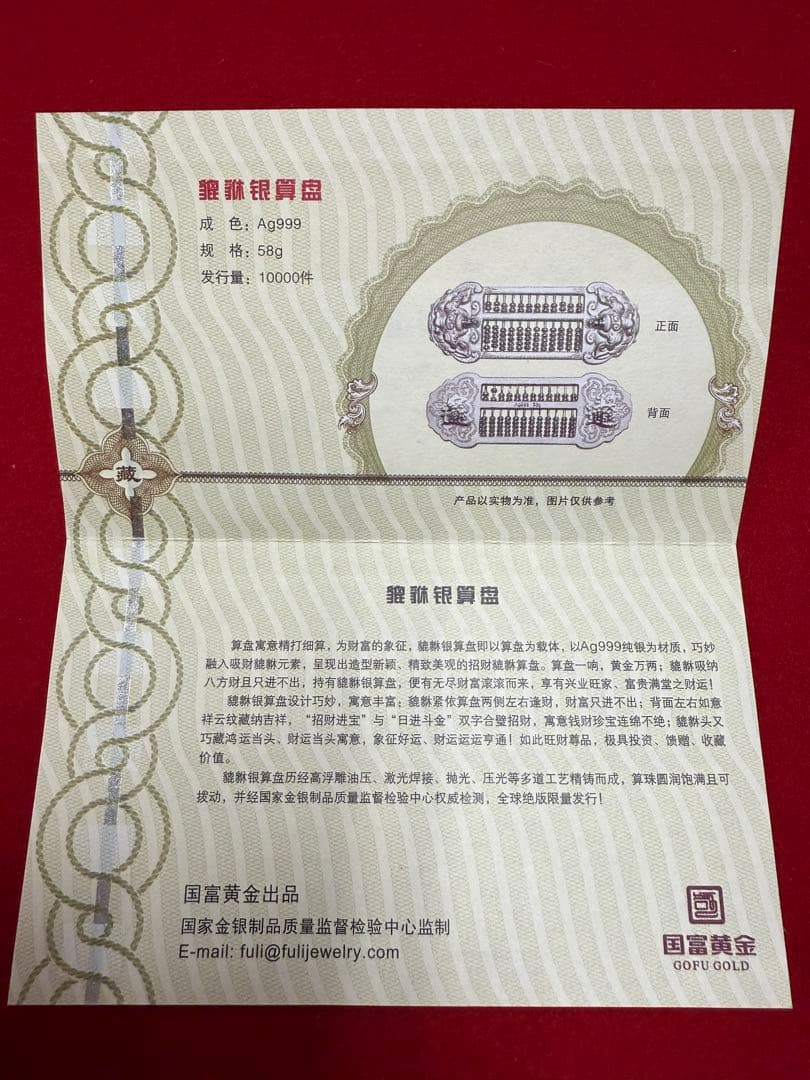 貔貅银算盘
成 色：Ag999
规 格：58g
发行量：10000件
正面
背面
藏
产品以实物为准，图片仅供参考
貔貅银算盘
算盘寓意精打细算，为财富的象征，貔貅银算盘即以算盘为载体，以Ag999纯银为材质，巧妙
融入吸财貔貅元素，呈现出造型新颖、精致美观的招财貔貅算盘。算盘一响，黄金万两；貔貅吸纳
八方财且只进不出，持有貔貅银算盘，便有无尽财富滚滚而来，享有兴业旺家、富贵满堂之财运！
貔貅银算盘设计巧妙，寓意丰富：貔貅紧依算盘两侧左右逢财，财富只进不出；背面左右如意
祥云纹藏纳吉祥，“招财进宝”与“日进斗金”双字合璧招财，寓意钱财珍宝连绵不绝；貔貅头又
巧藏鸿运当头、财运当头寓意，象征好运、财运运运亨通！如此旺财尊品，极具投资、馈赠、收藏
价值。
貔貅银算盘历经高浮雕油压、激光焊接、抛光、压光等多道工艺精铸而成，算珠圆润饱满且可
拨动，并经国家金银制品质量监督检验中心权威检测，全球绝版限量发行！
国富黄金出品
国家金银制品质量监督检验中心监制
E-mail: fuli@fulijewelry.com
国富黄金
GOFU GOLD